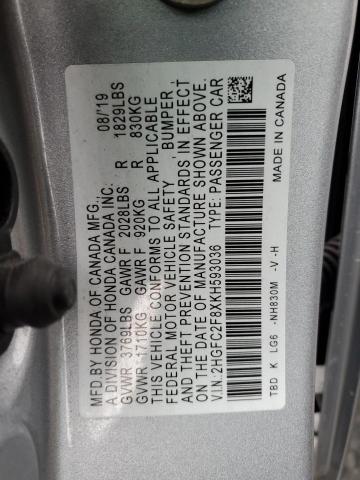 MFD.BY HONDA OF CANADA MFG. 08/19
A DIVISION OF HONDA CANADA INC.
GVWR 3769LBS GAWR F 2028LBS R 1829LBS
GVWR 1710KG GAWR F 920KG R 830KG
THIS VEHICLE CONFORMS TO ALL APPLICABLE
FEDERAL MOTOR VEHICLE SAFETY, BUMPER,
AND THEFT PREVENTION STANDARDS IN EFFECT
ON THE DATE OF MANUFACTURE SHOWN ABOVE.
V.I.N.:2HGFC2F8XKH593036 TYPE: PASSENGER CAR
TBD K LG6 -NH830M -V -H MADE IN CANADA